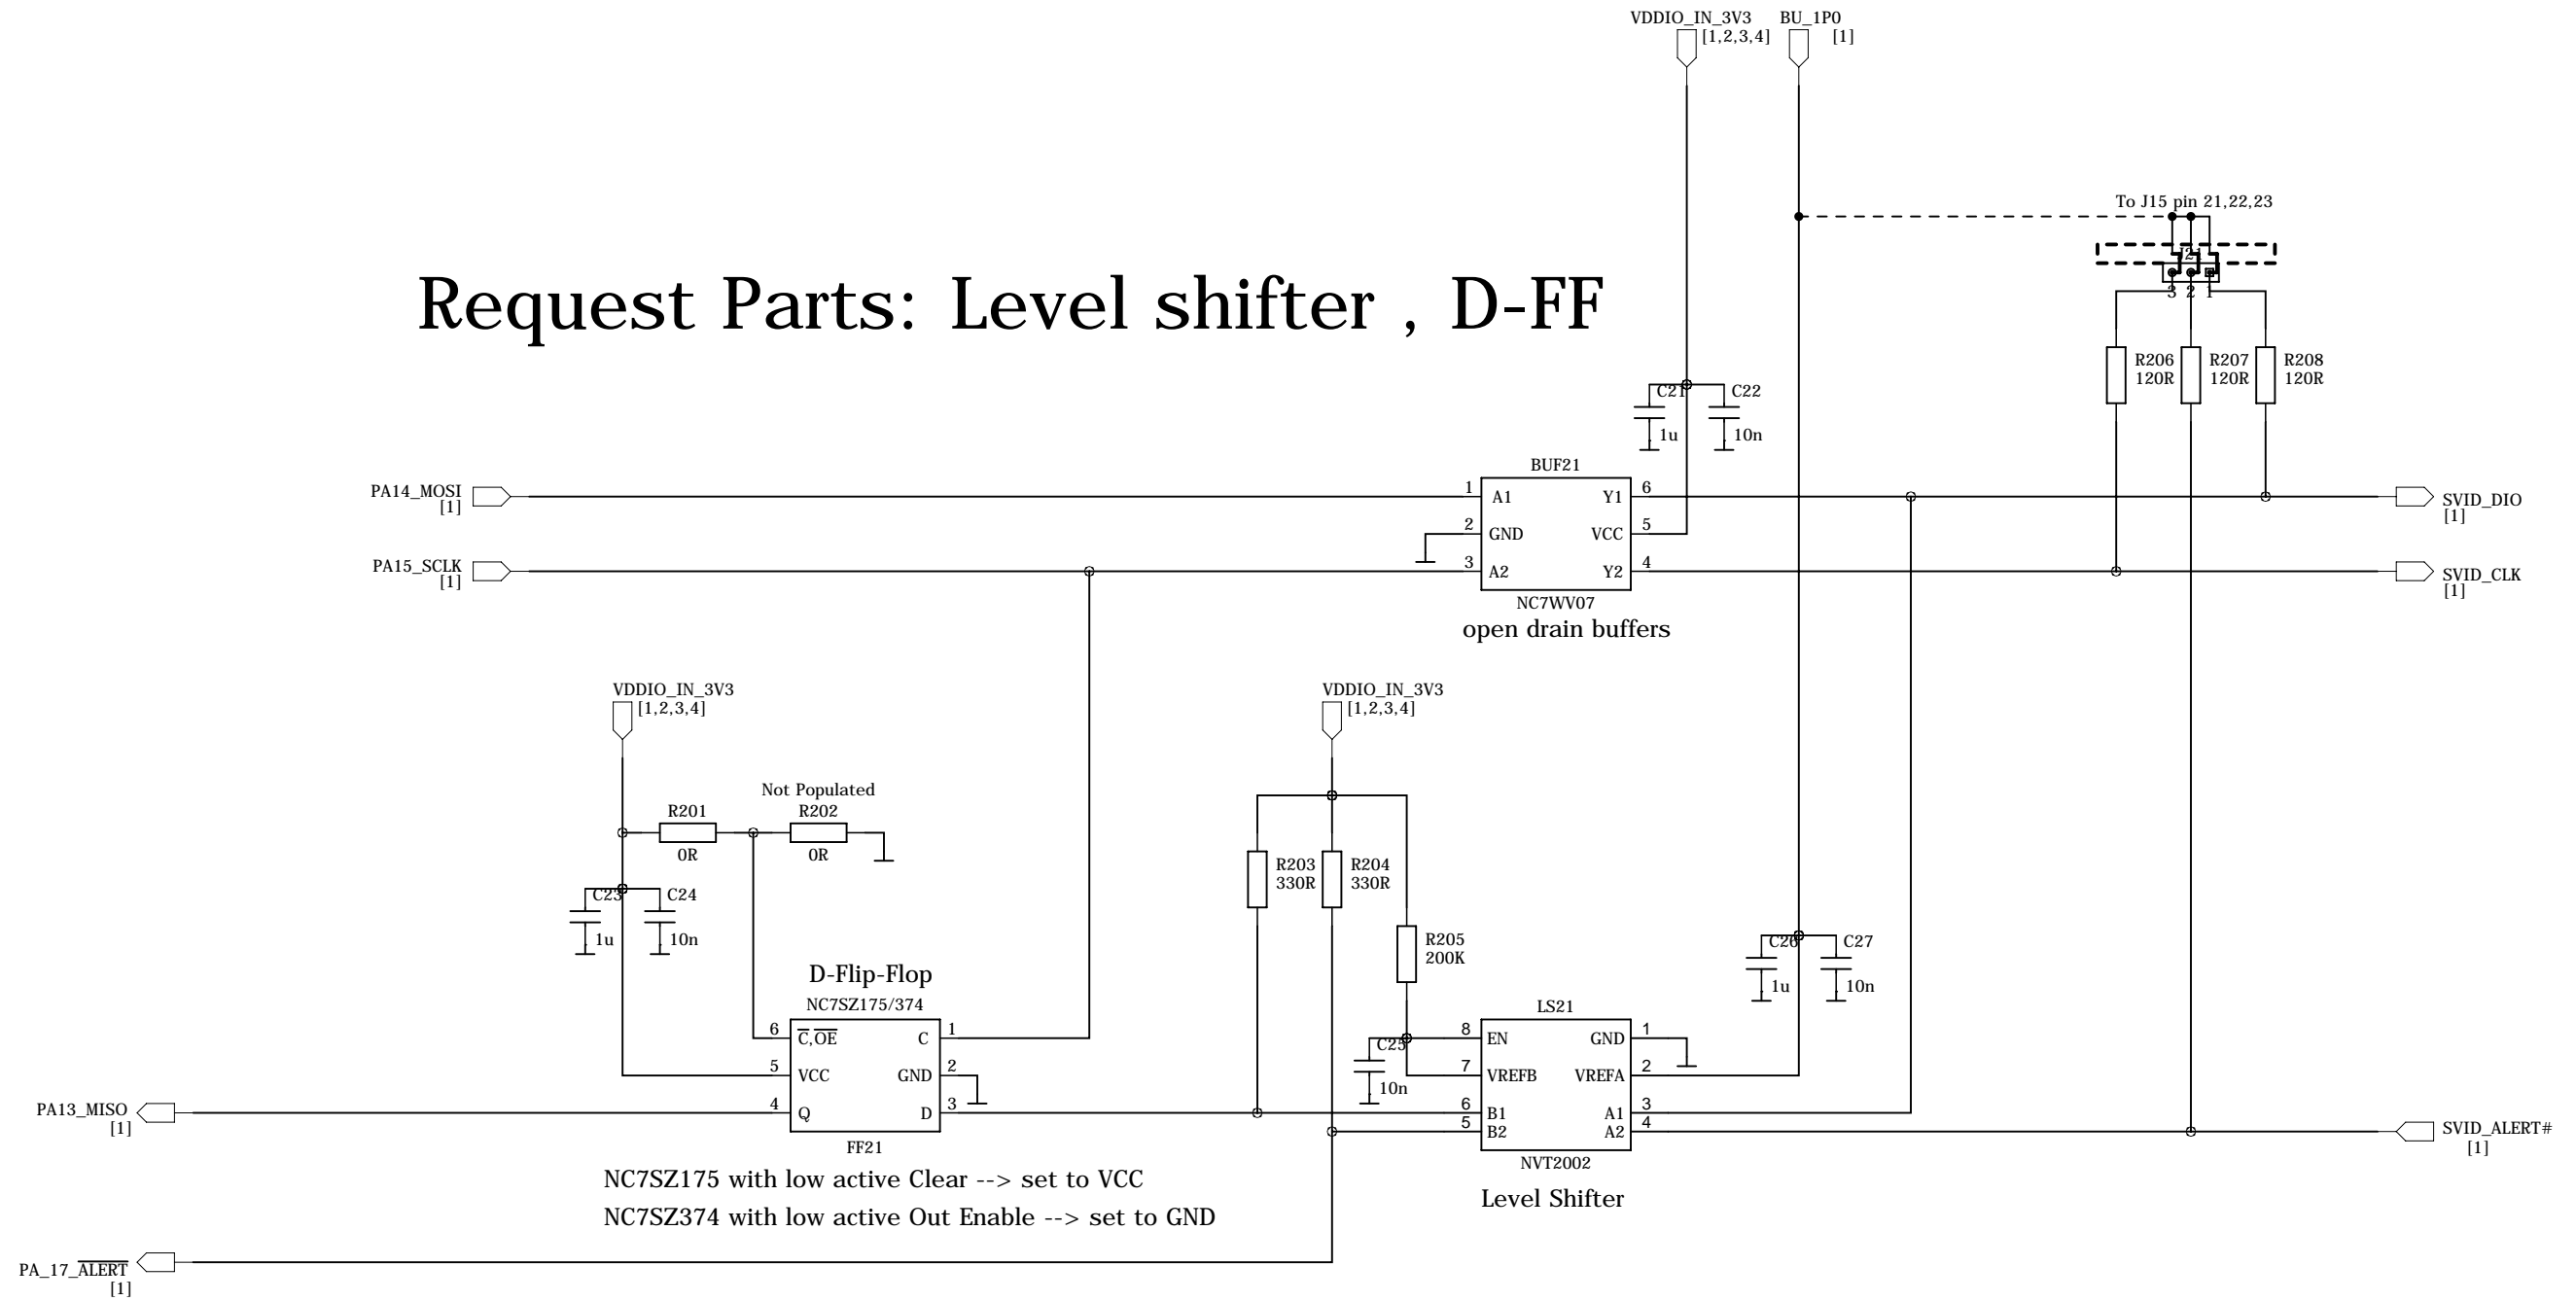 VDDIO_IN_3V3
[1,2,3,4]
BU_1P0
[1]
To J15 pin 21,22,23
3 2 1
Request Parts: Level shifter , D-FF
R206
120R
R207
120R
R208
120R
C21
1u
C22
10n
BUF21
PA14_MOSI
[1]
1 A1
Y1 6
SVID_DIO
[1]
2 GND
VCC 5
PA15_SCLK
[1]
3 A2
Y2 4
SVID_CLK
[1]
NC7WV07
open drain buffers
VDDIO_IN_3V3
[1,2,3,4]
VDDIO_IN_3V3
[1,2,3,4]
Not Populated
R201
0R
R202
0R
R203
330R
R204
330R
C23
1u
C24
10n
R205
200K
C26
1u
C27
10n
D-Flip-Flop
NC7SZ175/374
6 C,OE
C 1
5 VCC
GND 2
4 Q
D 3
FF21
C25
10n
LS21
8 EN
GND 1
7 VREFB
VREFA 2
6 B1
A1 3
5 B2
A2 4
NVT2002
Level Shifter
PA13_MISO
[1]
SVID_ALERT#
[1]
NC7SZ175 with low active Clear --> set to VCC
NC7SZ374 with low active Out Enable --> set to GND
PA_17_ALERT
[1]